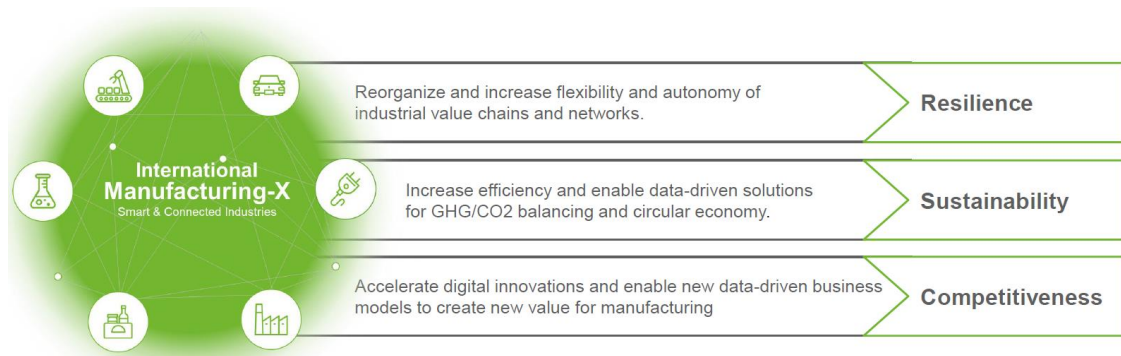 International
Manufacturing-X
Smart & Connected Industries
Reorganize and increase flexibility and autonomy of
industrial value chains and networks.
Resilience
Increase efficiency and enable data-driven solutions
for GHG/CO2 balancing and circular economy.
Sustainability
Accelerate digital innovations and enable new data-driven business
models to create new value for manufacturing
Competitiveness